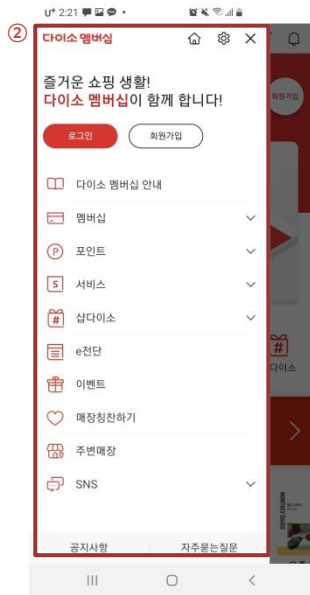 U+ 2:21
②
다이소 멤버십
즐거운 쇼핑 생활!
다이소 멤버십이 함께 합니다!
로그인
회원가입
회원가입
다이소 멤버십 안내
멤버십
P 포인트
S 서비스
# 샵다이소
#
다이소
e전단
이벤트
매장칭찬하기
주변매장
SNS
공지사항
자주묻는질문